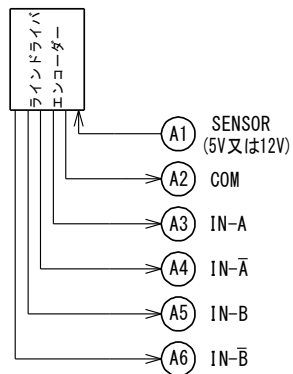 ラインドライバ
エンコーダー
A1 SENSOR
(5V又は12V)
A2 COM
A3 IN-A
A4 IN-A̅
A5 IN-B
A6 IN-B̅